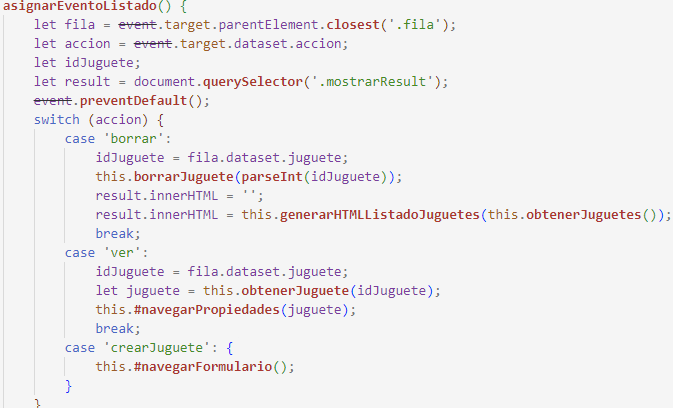 asignarEventoListado() {
let fila = event.target.parentElement.closest('.fila');
let accion = event.target.dataset.accion;
let idJuguete;
let result = document.querySelector('.mostrarResult');
event.preventDefault();
switch (accion) {
case 'borrar':
idJuguete = fila.dataset.juguete;
this.borrarJuguete(parseInt(idJuguete));
result.innerHTML = '';
result.innerHTML = this.generarHTMLListadoJuguetes(this.obtenerJuguetes());
break;
case 'ver':
idJuguete = fila.dataset.juguete;
let juguete = this.obtenerJuguete(idJuguete);
this.#navegarPropiedades(juguete);
break;
case 'crearJuguete': {
this.#navegarFormulario();
}
}